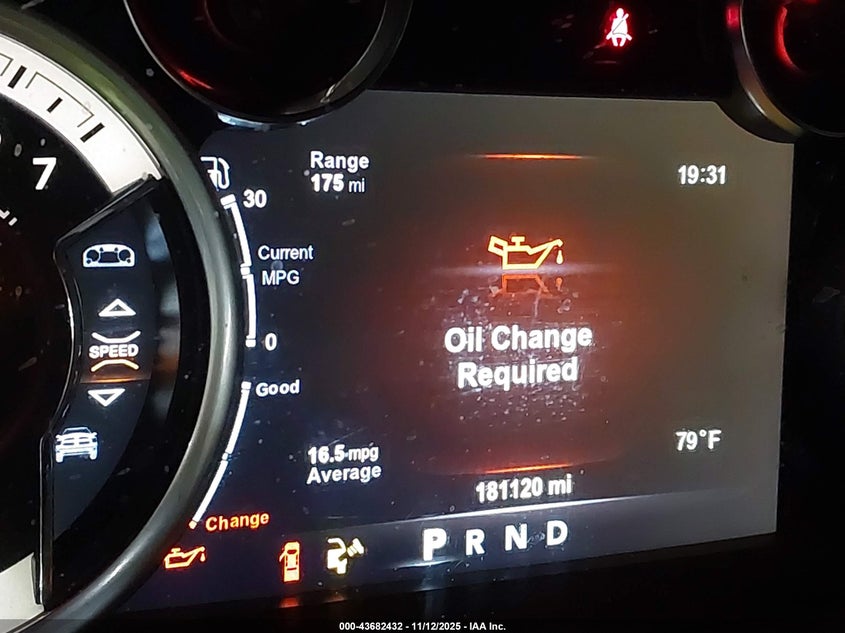 7
Range
175 mi
19:31
30
Current
MPG
0
SPEED
Oil Change
Required
Good
16.5 mpg
Average
79°F
181120 mi
Change
P R N D
000-43682432 - 11/12/2025 - IAA Inc.